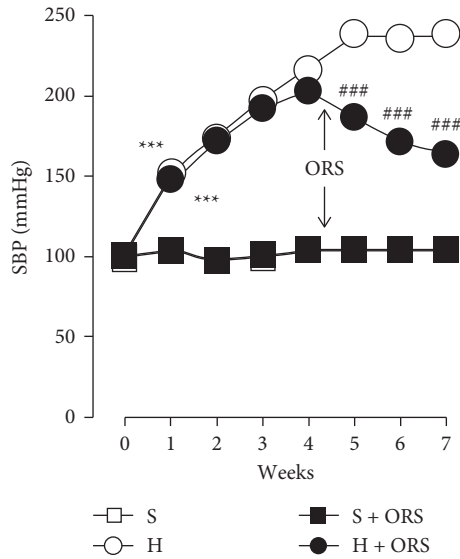 250
200
150
100
50
0
SBP (mmHg)
***
***
###
###
###
ORS
0 1 2 3 4 5 6 7
Weeks
S S + ORS
H H + ORS